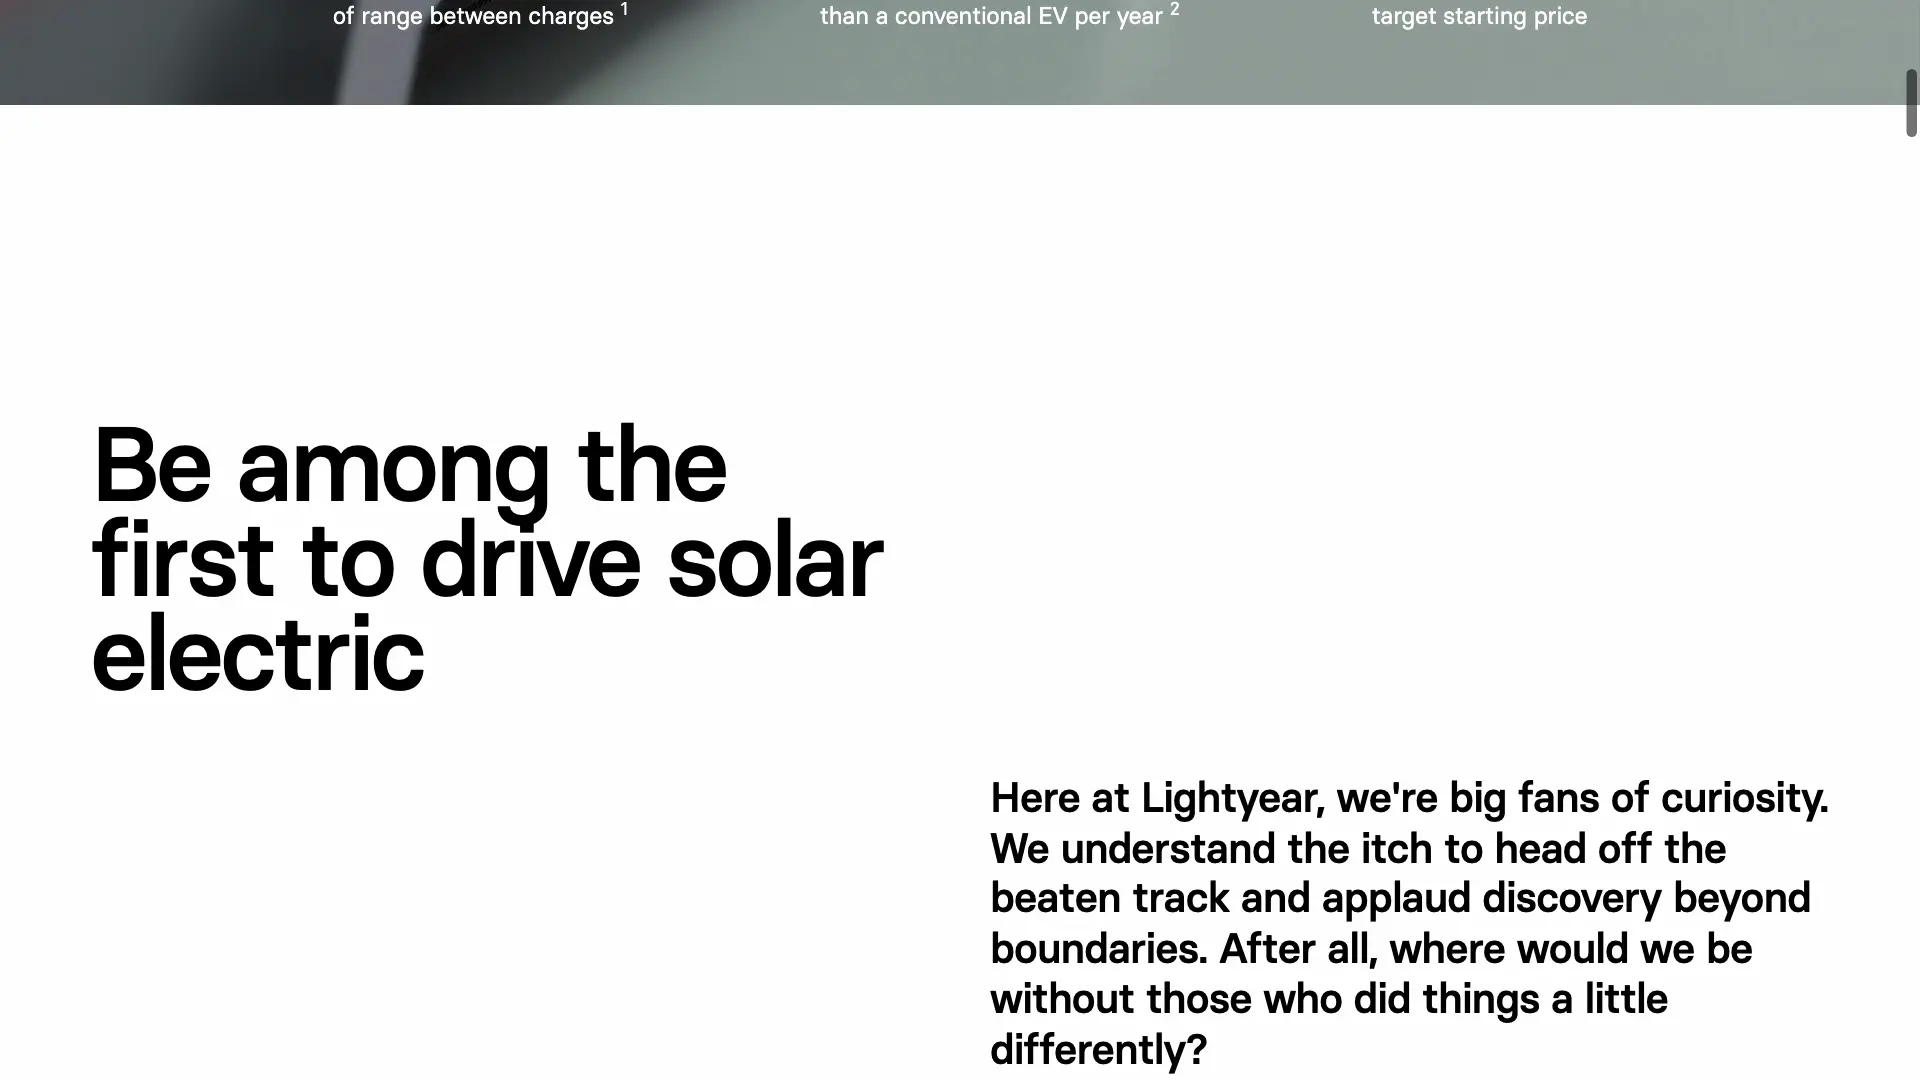 of range between charges 1
than a conventional EV per year 2
target starting price
Be among the
first to drive solar
electric
Here at Lightyear, we're big fans of curiosity.
We understand the itch to head off the
beaten track and applaud discovery beyond
boundaries. After all, where would we be
without those who did things a little
differently?